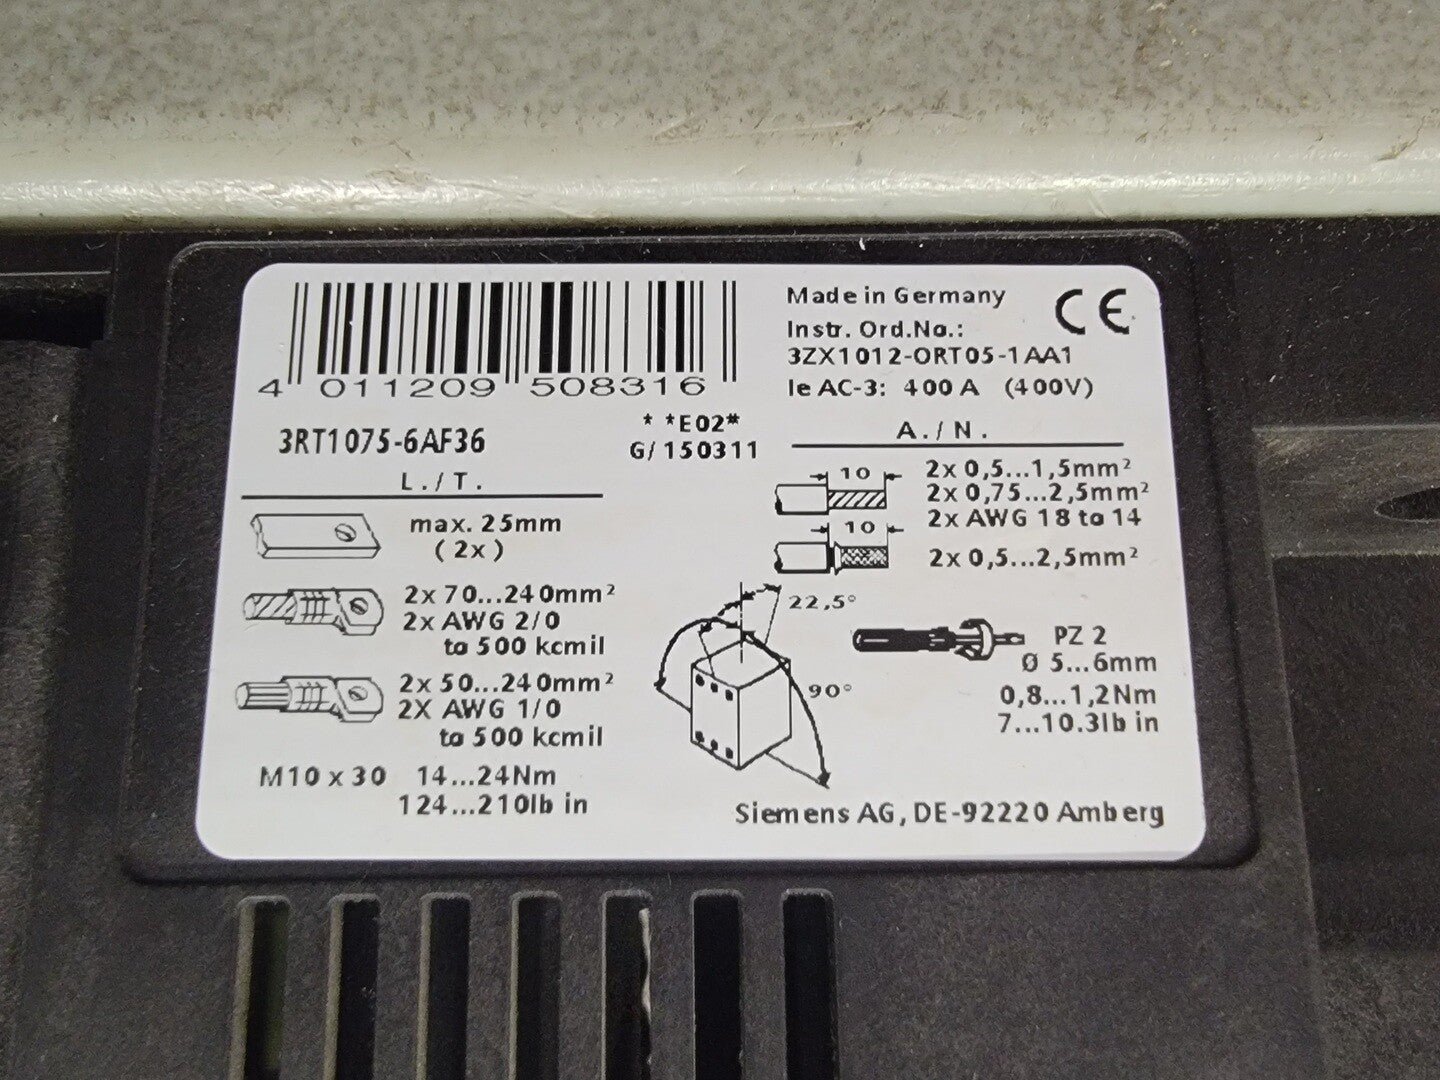 4 011209 508316
3RT1075-6AF36
* *E02*
G/150311
Made in Germany
CE
Instr. Ord.No.:
3ZX1012-0RT05-1AA1
Ie AC-3: 400 A (400V)
L./T.
max. 25mm
(2x)
2x 70...240mm²
2x AWG 2/0
to 500 kcmil
2x 50...240mm²
2X AWG 1/0
to 500 kcmil
M10 x 30 14...24Nm
124...210lb in
A./N.
10
2x 0,5...1,5mm²
2x 0,75...2,5mm²
2x AWG 18 to 14
10
2x 0,5...2,5mm²
22,5°
90°
PZ 2
Ø 5...6mm
0,8...1,2Nm
7...10.3lb in
Siemens AG, DE-92220 Amberg